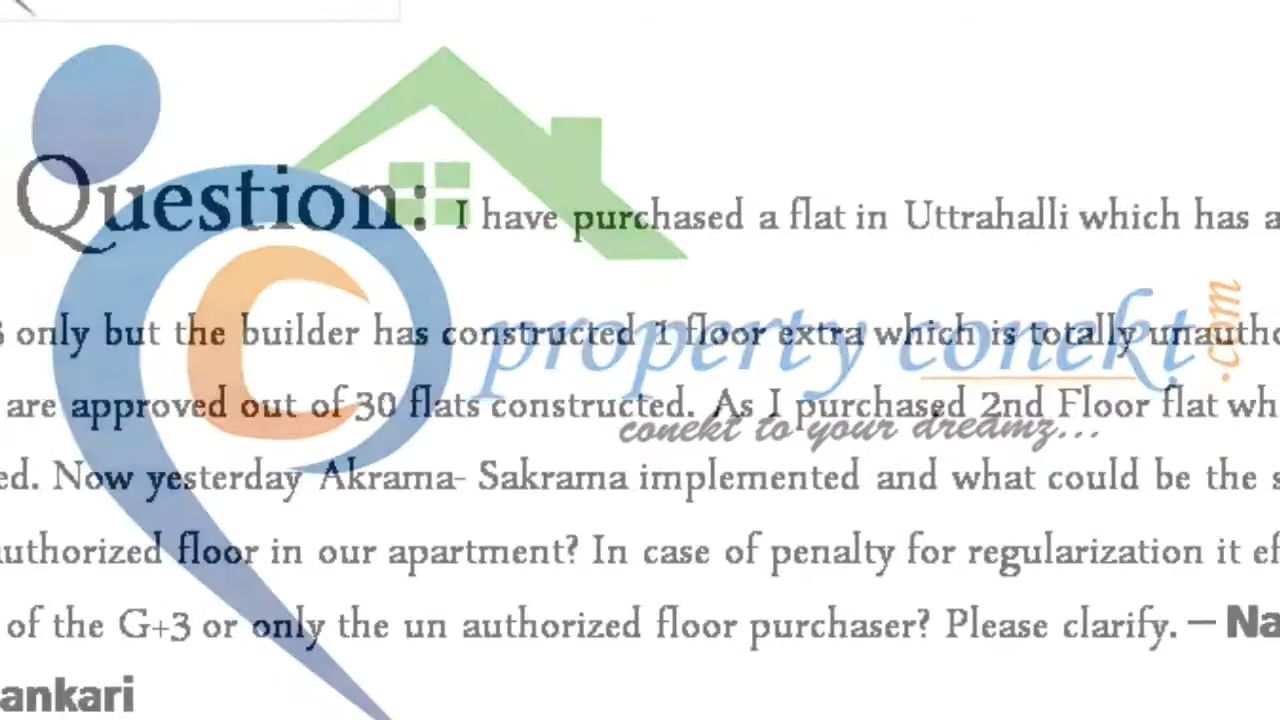 Question: I have purchased a flat in Uttrahalli which has a
only but the builder has constructed 1 floor extra which is totally unautho
are approved out of 30 flats constructed. As I purchased 2nd Floor flat wh
ed. Now yesterday Akrama- Sakrama implemented and what could be the s
uthorized floor in our apartment? In case of penalty for regularization it ef
of the G+3 or only the un authorized floor purchaser? Please clarify. – Na
ankari
property conekt .com
conekt to your dreamz...